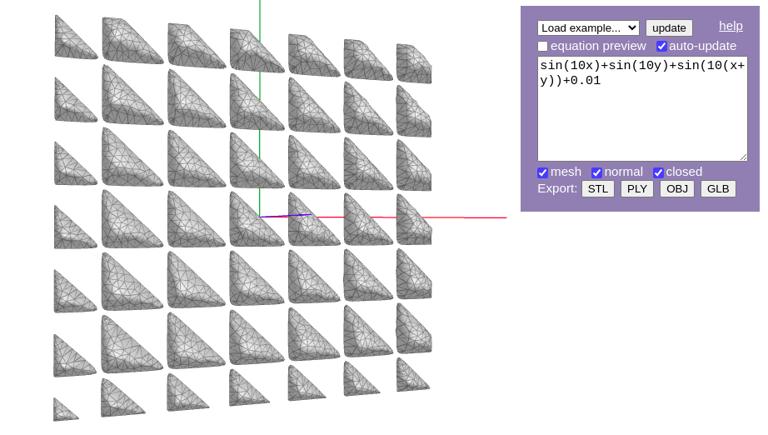 Load example... update help
equation preview auto-update
sin(10x)+sin(10y)+sin(10(x+
y))+0.01
mesh normal closed
Export: STL PLY OBJ GLB